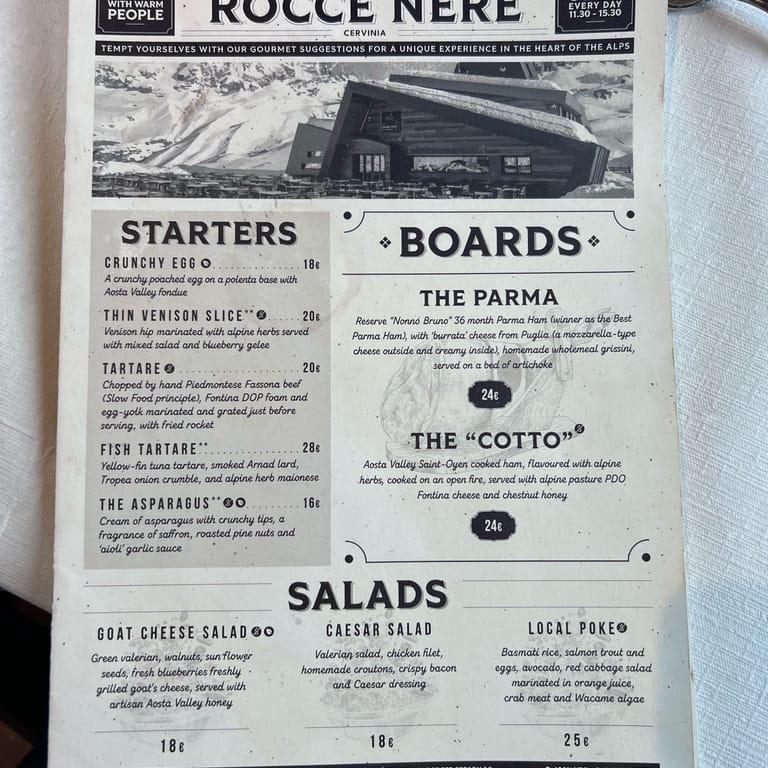 WITH WARM
PEOPLE
ROCCE NERE
CERVINIA
EVERY DAY
11.30 - 15.30
TEMPT YOURSELVES WITH OUR GOURMET SUGGESTIONS FOR A UNIQUE EXPERIENCE IN THE HEART OF THE ALPS
STARTERS
CRUNCHY EGG ............. 18€
A crunchy poached egg on a polenta base with
Aosta Valley fondue
THIN VENISON SLICE** ...... 20€
Venison hip marinated with alpine herbs served
with mixed salad and blueberry gelee
TARTARE .................. 20€
Chopped by hand Piedmontese Fassona beef
(Slow Food principle), Fontina DOP foam and
egg-yolk marinated and grated just before
serving, with fried rocket
FISH TARTARE** ............. 28€
Yellow-fin tuna tartare, smoked Arnad lard,
Tropea onion crumble, and alpine herb maionese
THE ASPARAGUS** .......... 16€
Cream of asparagus with crunchy tips, a
fragrance of saffron, roasted pine nuts and
'aioli' garlic sauce
BOARDS
THE PARMA
Reserve "Nonno Bruno" 36 month Parma Ham (winner as the Best
Parma Ham), with 'burrata' cheese from Puglia (a mozzarella-type
cheese outside and creamy inside), homemade wholemeal grissini,
served on a bed of artichoke
24€
THE "COTTO"
Aosta Valley Saint-Oyen cooked ham, flavoured with alpine
herbs, cooked on an open fire, served with alpine pasture PDO
Fontina cheese and chestnut honey
24€
SALADS
GOAT CHEESE SALAD
Green valerian, walnuts, sunflower
seeds, fresh blueberries freshly
grilled goat's cheese, served with
artisan Aosta Valley honey
18€
CAESAR SALAD
Valerian salad, chicken filet,
homemade croutons, crispy bacon
and Caesar dressing
18€
LOCAL POKE
Basmati rice, salmon trout and
eggs, avocado, red cabbage salad
marinated in orange juice,
crab meat and Wacame algae
25€